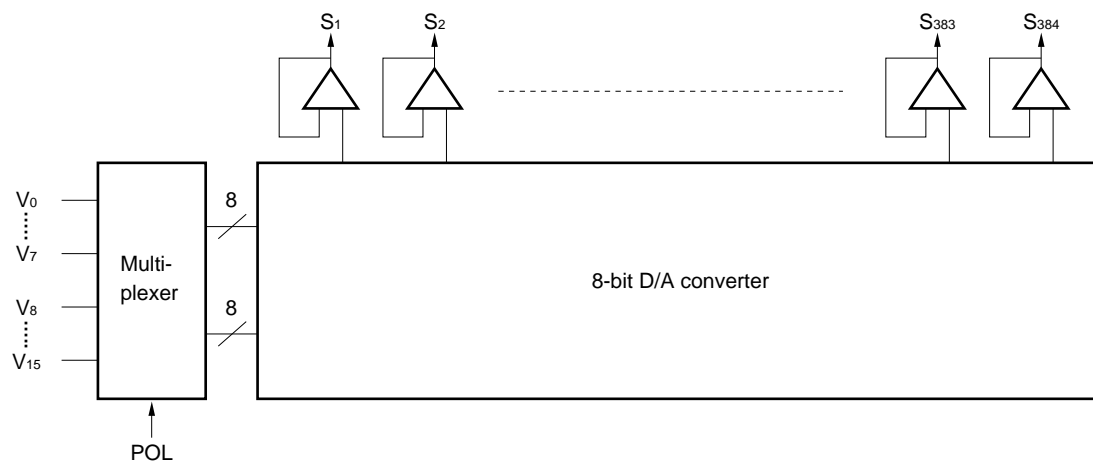 S1 S2 S383 S384
8
V0
V7
Multi-
plexer
8-bit D/A converter
V8
8
V15
POL